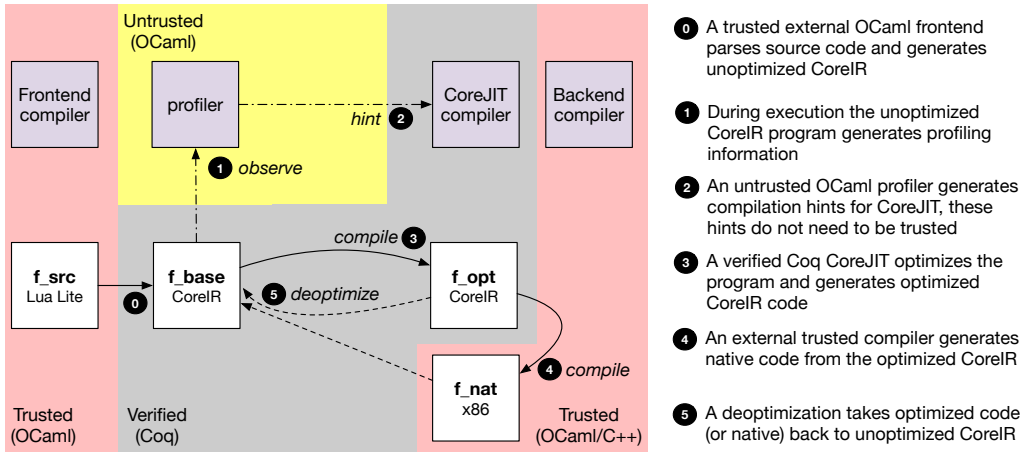 Untrusted
(OCaml)
Frontend
compiler
profiler
hint 2
CoreJIT
compiler
Backend
compiler
1 observe
compile 3
f_src
Lua Lite
0
f_base
CoreIR
5 deoptimize
f_opt
CoreIR
4 compile
f_nat
x86
Trusted
(OCaml)
Verified
(Coq)
Trusted
(OCaml/C++)
0 A trusted external OCaml frontend
parses source code and generates
unoptimized CoreIR
1 During execution the unoptimized
CoreIR program generates profiling
information
2 An untrusted OCaml profiler generates
compilation hints for CoreJIT, these
hints do not need to be trusted
3 A verified Coq CoreJIT optimizes the
program and generates optimized
CoreIR code
4 An external trusted compiler generates
native code from the optimized CoreIR
5 A deoptimization takes optimized code
(or native) back to unoptimized CoreIR